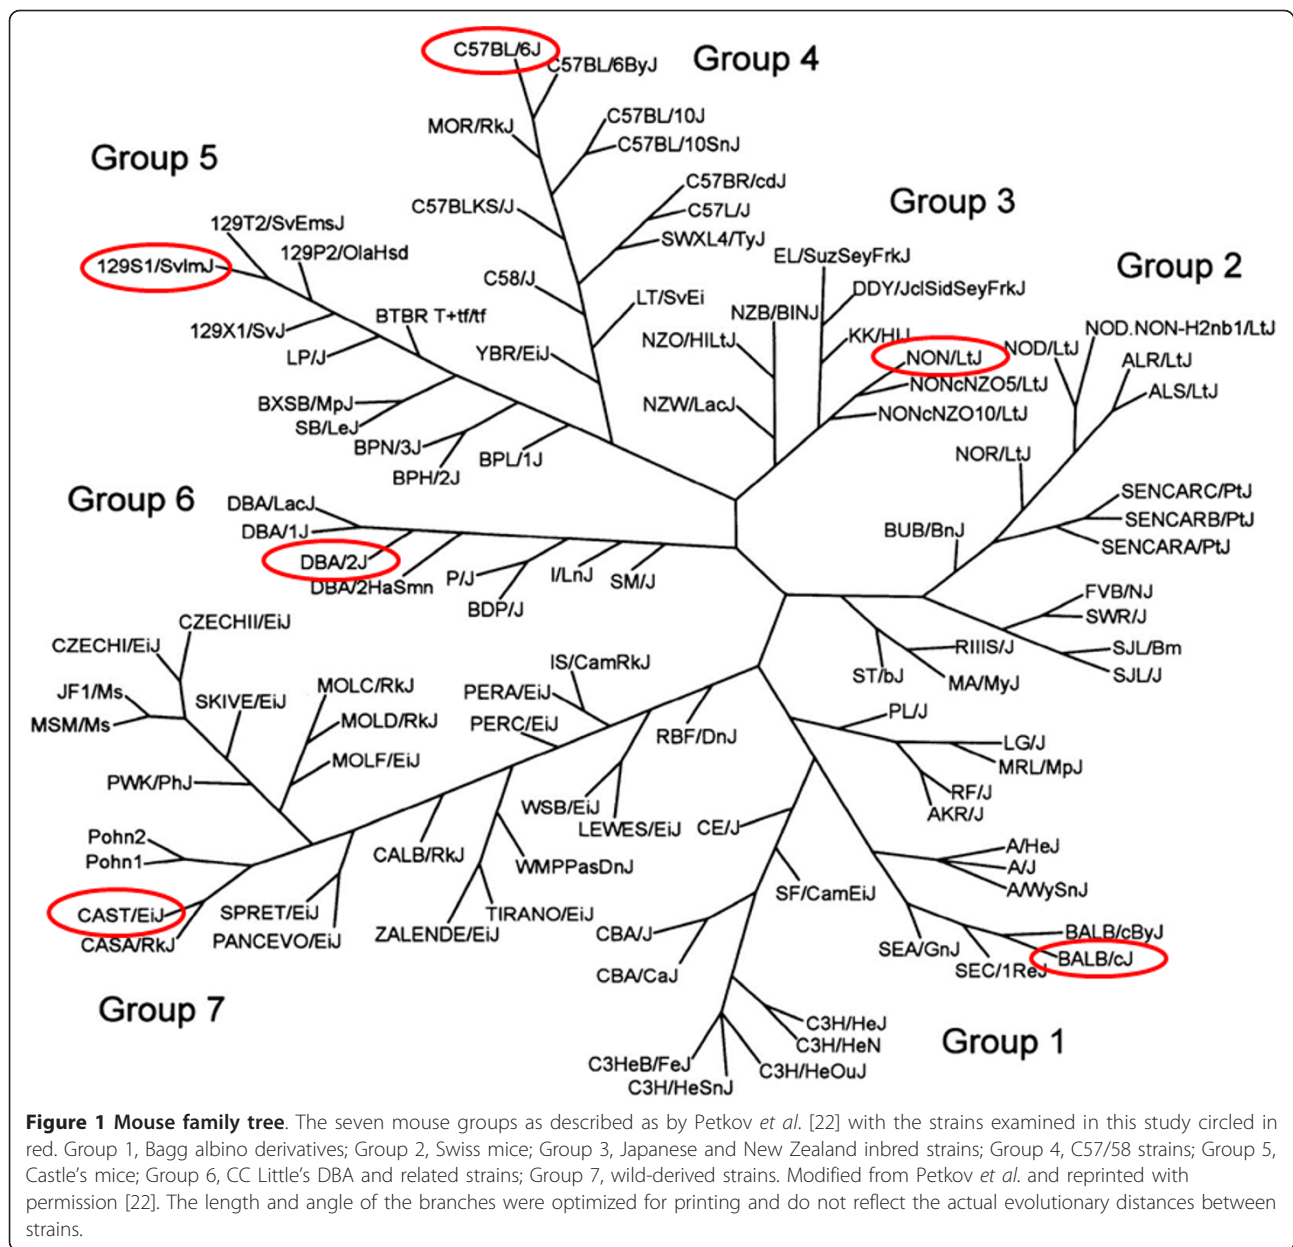 C57BL/6J
C57BL/6ByJ
Group 4
MOR/RkJ
C57BL/10J
C57BL/10SnJ
Group 5
C57BR/cdJ
C57L/J
SWXL4/TyJ
C57BLKS/J
Group 3
129T2/SvEmsJ
129P2/OlaHsd
129S1/SvImJ
EL/SuzSeyFrkJ
Group 2
C58/J
DDY/JclSidSeyFrkJ
LT/SvEi
NZB/BINJ
BTBR T+tf/tf
129X1/SvJ
NZO/HILtJ
KK/HIJ
NOD.NON-H2nb1/LtJ
LP/J
YBR/EiJ
NON/LtJ
NOD/LtJ
ALR/LtJ
NONcNZO5/LtJ
ALS/LtJ
BXSB/MpJ
NZW/LacJ
NONcNZO10/LtJ
SB/LeJ
BPN/3J
BPL/1J
BPH/2J
NOR/LtJ
Group 6
DBA/LacJ
SENCARC/PtJ
DBA/1J
BUB/BnJ
SENCARB/PtJ
SENCARA/PtJ
DBA/2J
DBA/2HaSmn
P/J
I/LnJ
SM/J
BDP/J
FVB/NJ
SWR/J
CZECHII/EiJ
CZECHI/EiJ
RIIIS/J
SJL/Bm
IS/CamRkJ
ST/bJ
MA/MyJ
SJL/J
JF1/Ms
MSM/Ms
SKIVE/EiJ
MOLC/RkJ
PERA/EiJ
MOLD/RkJ
PERC/EiJ
RBF/DnJ
PL/J
LG/J
MRL/MpJ
MOLF/EiJ
PWK/PhJ
RF/J
AKR/J
WSB/EiJ
LEWES/EiJ
CE/J
Pohn2
Pohn1
CALB/RkJ
WMPPasDnJ
A/HeJ
A/J
A/WySnJ
SF/CamEiJ
CAST/EiJ
CASA/RkJ
SPRET/EiJ
PANCEVO/EiJ
TIRANO/EiJ
ZALENDE/EiJ
CBA/J
CBA/CaJ
SEA/GnJ
SEC/1ReJ
BALB/cByJ
BALB/cJ
Group 7
C3H/HeJ
C3H/HeN
Group 1
C3HeB/FeJ
C3H/HeOuJ
C3H/HeSnJ
Figure 1 Mouse family tree. The seven mouse groups as described as by Petkov et al. [22] with the strains examined in this study circled in
red. Group 1, Bagg albino derivatives; Group 2, Swiss mice; Group 3, Japanese and New Zealand inbred strains; Group 4, C57/58 strains; Group 5,
Castle's mice; Group 6, CC Little's DBA and related strains; Group 7, wild-derived strains. Modified from Petkov et al. and reprinted with
permission [22]. The length and angle of the branches were optimized for printing and do not reflect the actual evolutionary distances between
strains.